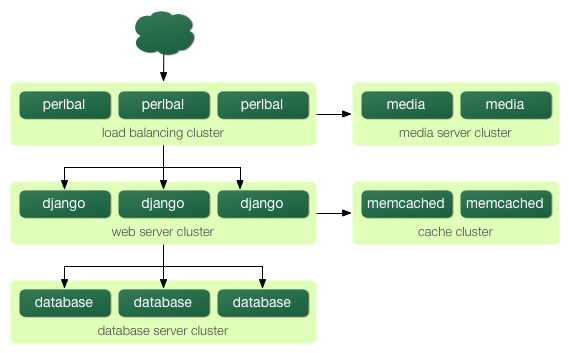 perlbal perlbal perlbal
load balancing cluster
media media
media server cluster
django django django
web server cluster
memcached memcached
cache cluster
database database database
database server cluster